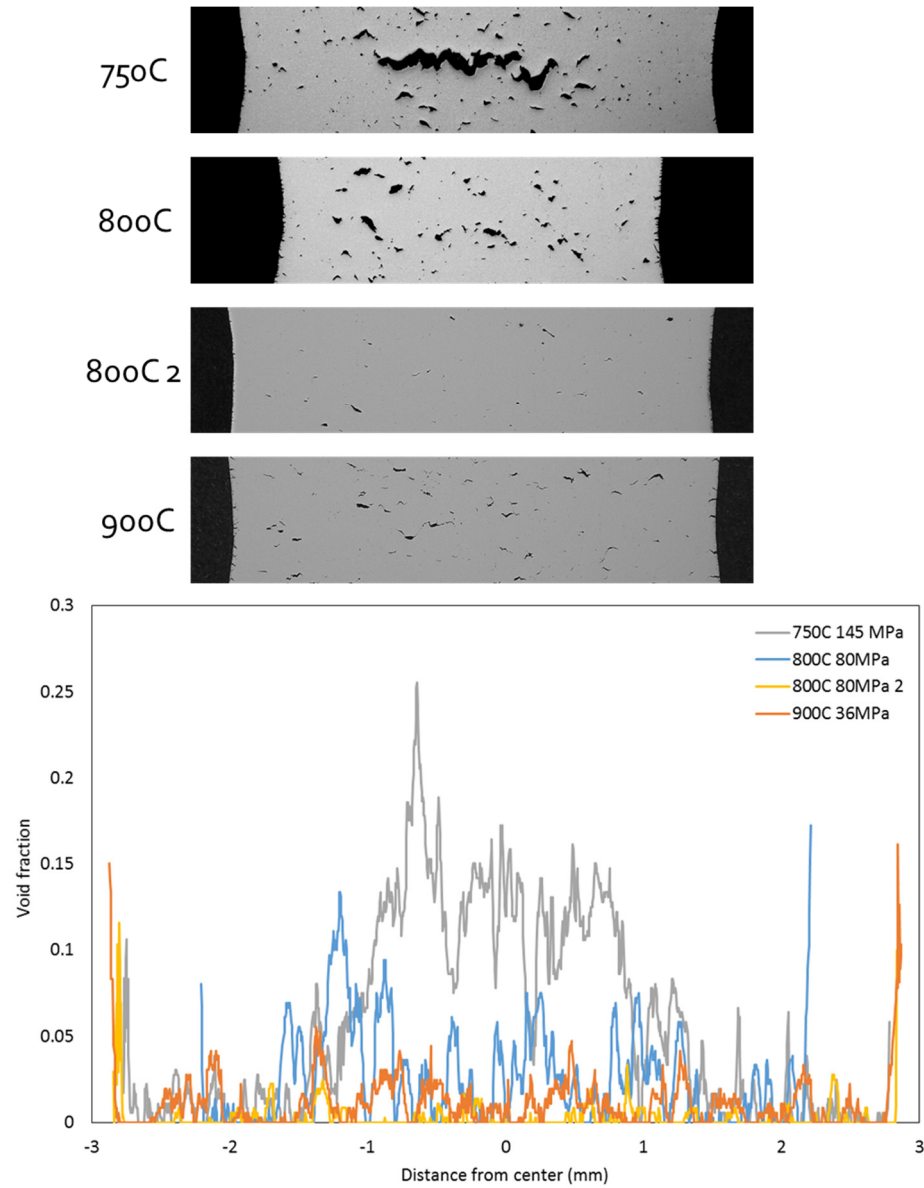 750C
800C
800C 2
900C
0.3
750C 145 MPa
800C 80MPa
800C 80MPa 2
900C 36MPa
0.25
0.2
0.15
0.1
0.05
0
Void fraction
-3 -2 -1 0 1 2 3
Distance from center (mm)